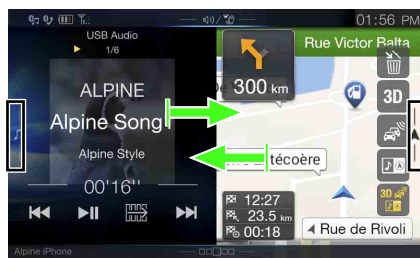 01:56 PM
USB Audio
1/6
ALPINE
Alpine Song
Alpine Style
00'16"
Alpine iPhone
Rue Victor Balta
300 km
3D
técoère
3D
12:27
23.5 km
00:18
Rue de Rivoli